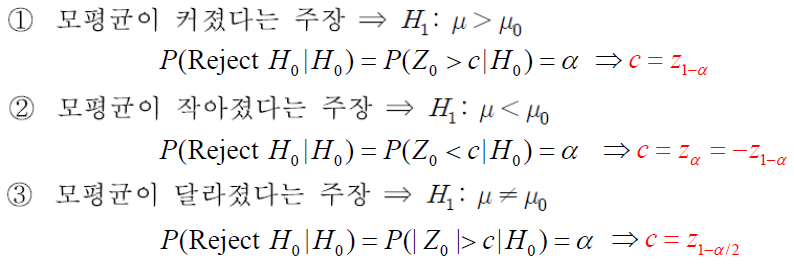 ① 모평균이 커졌다는 주장 ⇒ H₁: μ > μ₀
P(Reject H₀|H₀) = P(Z₀ > c|H₀) = α ⇒ c = z₁₋α
② 모평균이 작아졌다는 주장 ⇒ H₁: μ < μ₀
P(Reject H₀|H₀) = P(Z₀ < c|H₀) = α ⇒ c = zα = −z₁₋α
③ 모평균이 달라졌다는 주장 ⇒ H₁: μ ≠ μ₀
P(Reject H₀|H₀) = P(| Z₀ |> c|H₀) = α ⇒ c = z₁₋α/₂